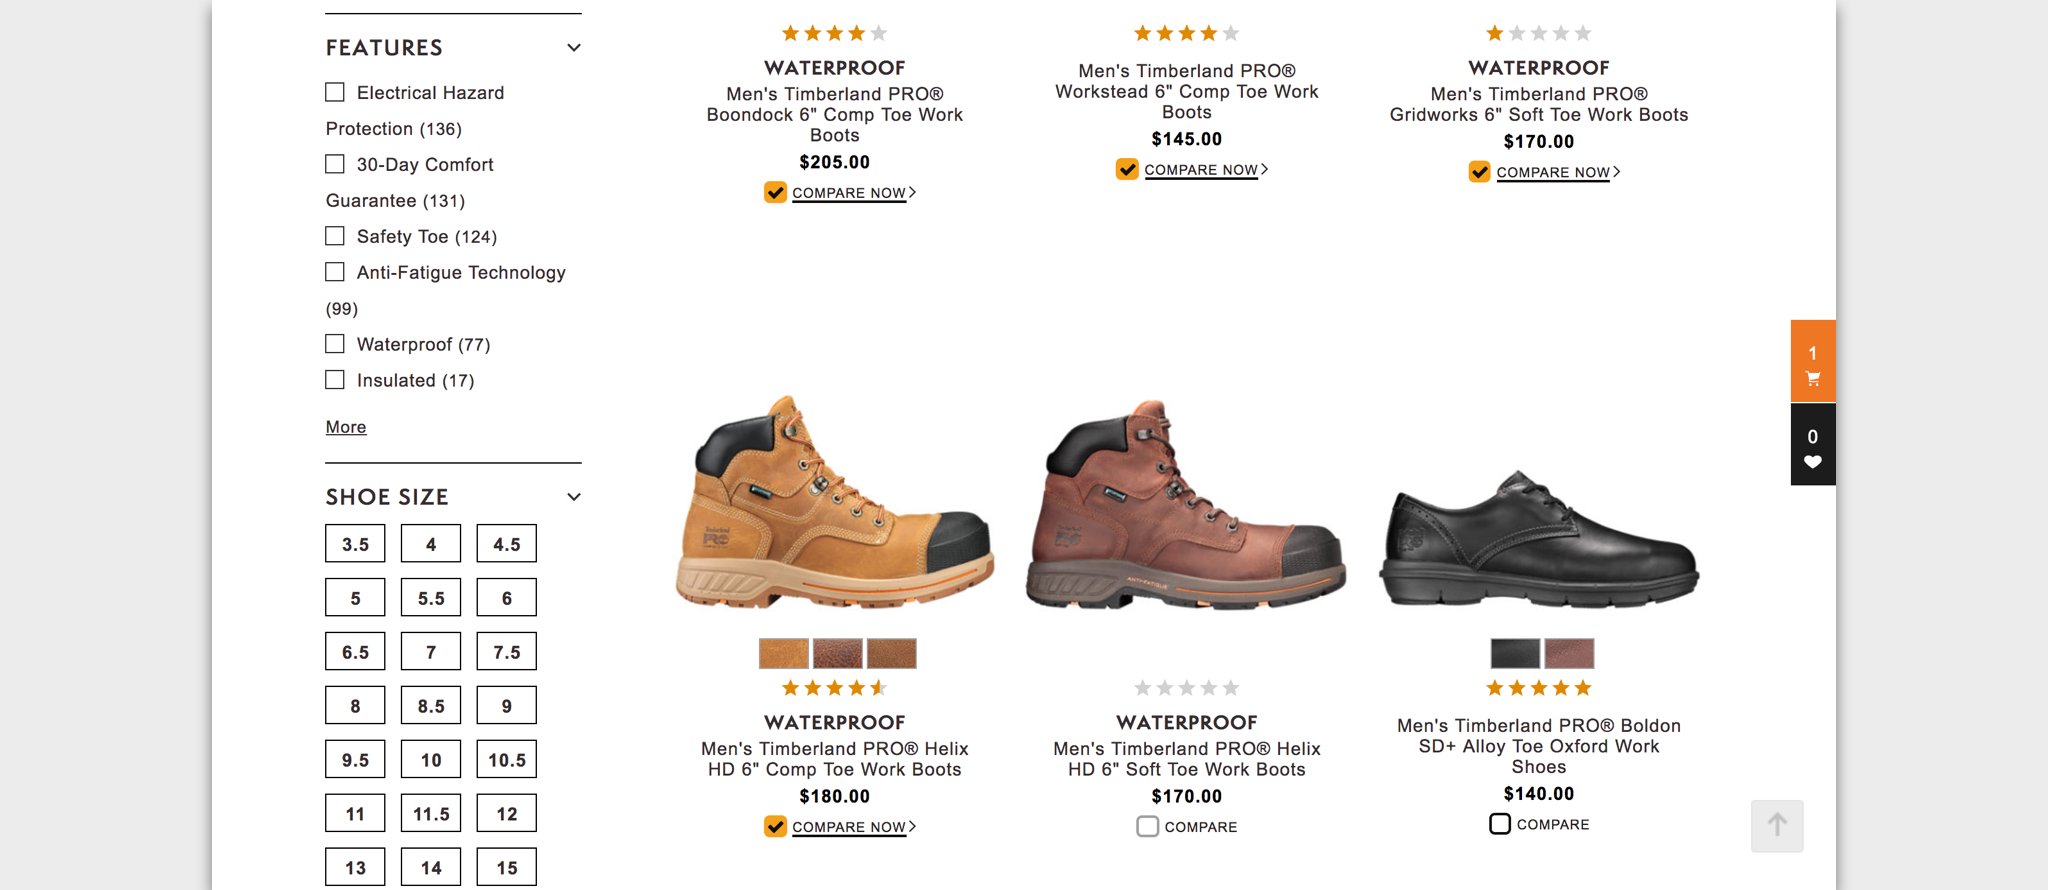 FEATURES
Electrical Hazard
Protection (136)
30-Day Comfort
Guarantee (131)
Safety Toe (124)
Anti-Fatigue Technology
(99)
Waterproof (77)
Insulated (17)
More
SHOE SIZE
3.5 4 4.5
5 5.5 6
6.5 7 7.5
8 8.5 9
9.5 10 10.5
11 11.5 12
13 14 15
WATERPROOF
Men's Timberland PRO®
Boondock 6" Comp Toe Work
Boots
$205.00
COMPARE NOW
Men's Timberland PRO®
Workstead 6" Comp Toe Work
Boots
$145.00
COMPARE NOW
WATERPROOF
Men's Timberland PRO®
Gridworks 6" Soft Toe Work Boots
$170.00
COMPARE NOW
PRO
WATERPROOF
Men's Timberland PRO® Helix
HD 6" Comp Toe Work Boots
$180.00
COMPARE NOW
PRO
ANTI-FATIGUE
WATERPROOF
Men's Timberland PRO® Helix
HD 6" Soft Toe Work Boots
$170.00
COMPARE
Men's Timberland PRO® Boldon
SD+ Alloy Toe Oxford Work
Shoes
$140.00
COMPARE
1
0